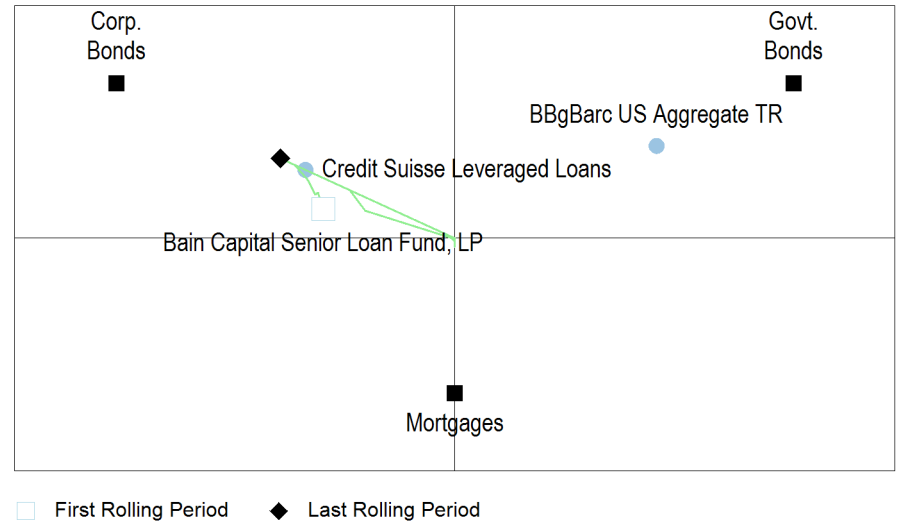 Corp.
Bonds
Govt.
Bonds
BBgBarc US Aggregate TR
Credit Suisse Leveraged Loans
Bain Capital Senior Loan Fund, LP
Mortgages
First Rolling Period
Last Rolling Period